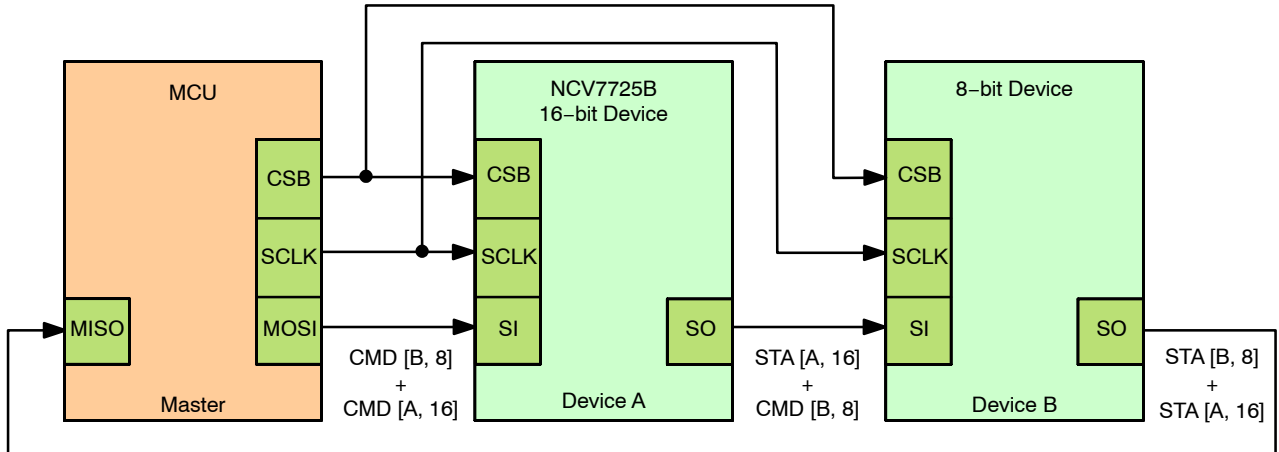 MCU
CSB
SCLK
MISO
MOSI
Master
CMD [B, 8]
+
CMD [A, 16]
NCV7725B
16−bit Device
CSB
SCLK
SI
SO
Device A
STA [A, 16]
+
CMD [B, 8]
8−bit Device
CSB
SCLK
SI
SO
Device B
STA [B, 8]
+
STA [A, 16]